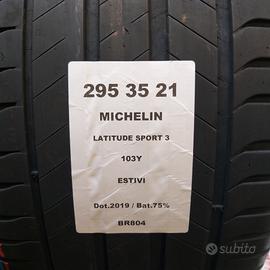 295 35 21
MICHELIN
LATITUDE SPORT 3
103Y
ESTIVI
Dot.2019 / Bat.75%
BR804
subito